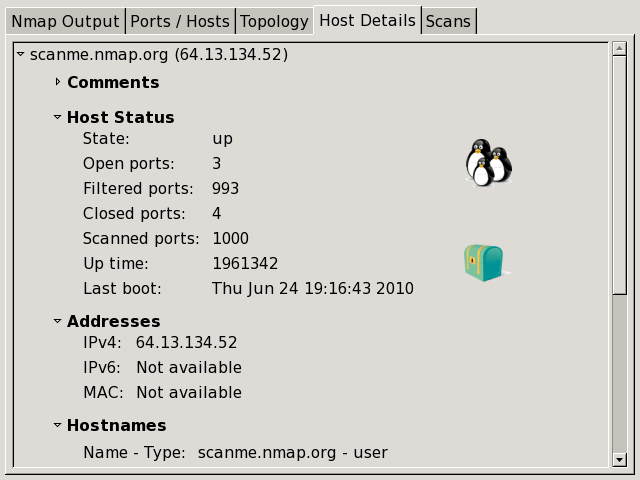 Nmap Output Ports / Hosts Topology Host Details Scans
scanme.nmap.org (64.13.134.52)
Comments
Host Status
State: up
Open ports: 3
Filtered ports: 993
Closed ports: 4
Scanned ports: 1000
Up time: 1961342
Last boot: Thu Jun 24 19:16:43 2010
Addresses
IPv4: 64.13.134.52
IPv6: Not available
MAC: Not available
Hostnames
Name - Type: scanme.nmap.org - user